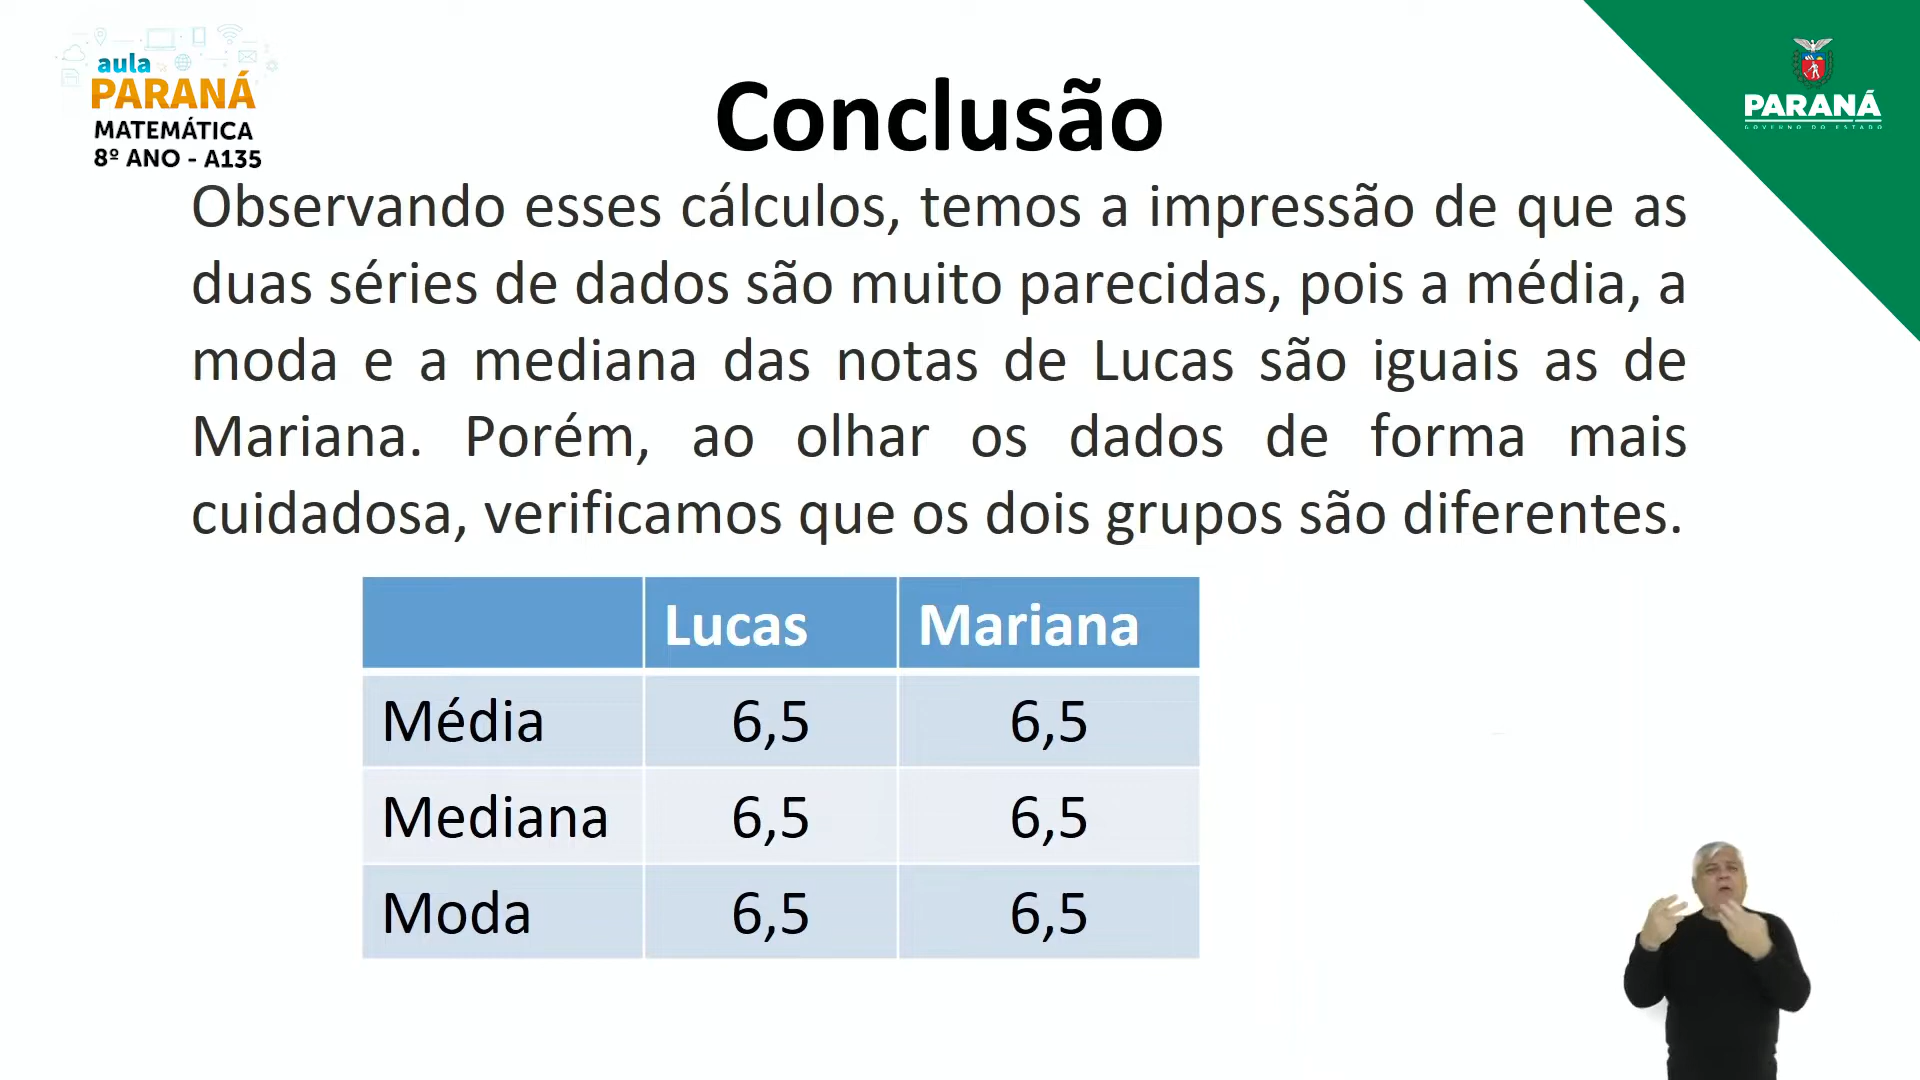 aula
PARANÁ
MATEMÁTICA
8º ANO - A135
PARANÁ
GOVERNO DO ESTADO
Conclusão
Observando esses cálculos, temos a impressão de que as
duas séries de dados são muito parecidas, pois a média, a
moda e a mediana das notas de Lucas são iguais as de
Mariana. Porém, ao olhar os dados de forma mais
cuidadosa, verificamos que os dois grupos são diferentes.
Lucas Mariana
Média 6,5 6,5
Mediana 6,5 6,5
Moda 6,5 6,5